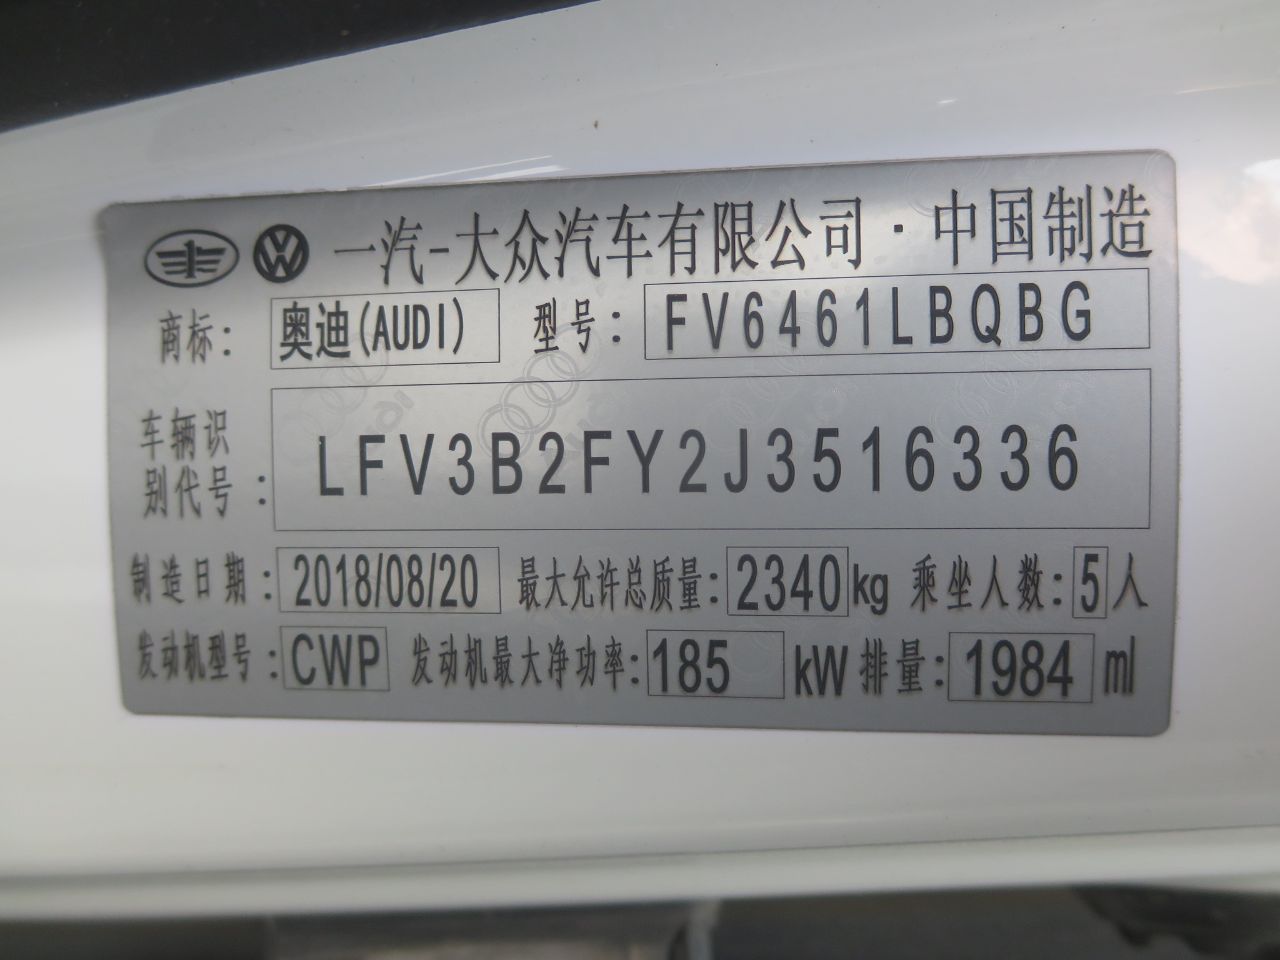 一汽-大众汽车有限公司·中国制造
商标: 奥迪(AUDI) 型号: FV6461LBQBG
车辆识别代号: LFV3B2FY2J3516336
制造日期: 2018/08/20 最大允许总质量: 2340 kg 乘坐人数: 5 人
发动机型号: CWP 发动机最大净功率: 185 kW 排量: 1984 ml